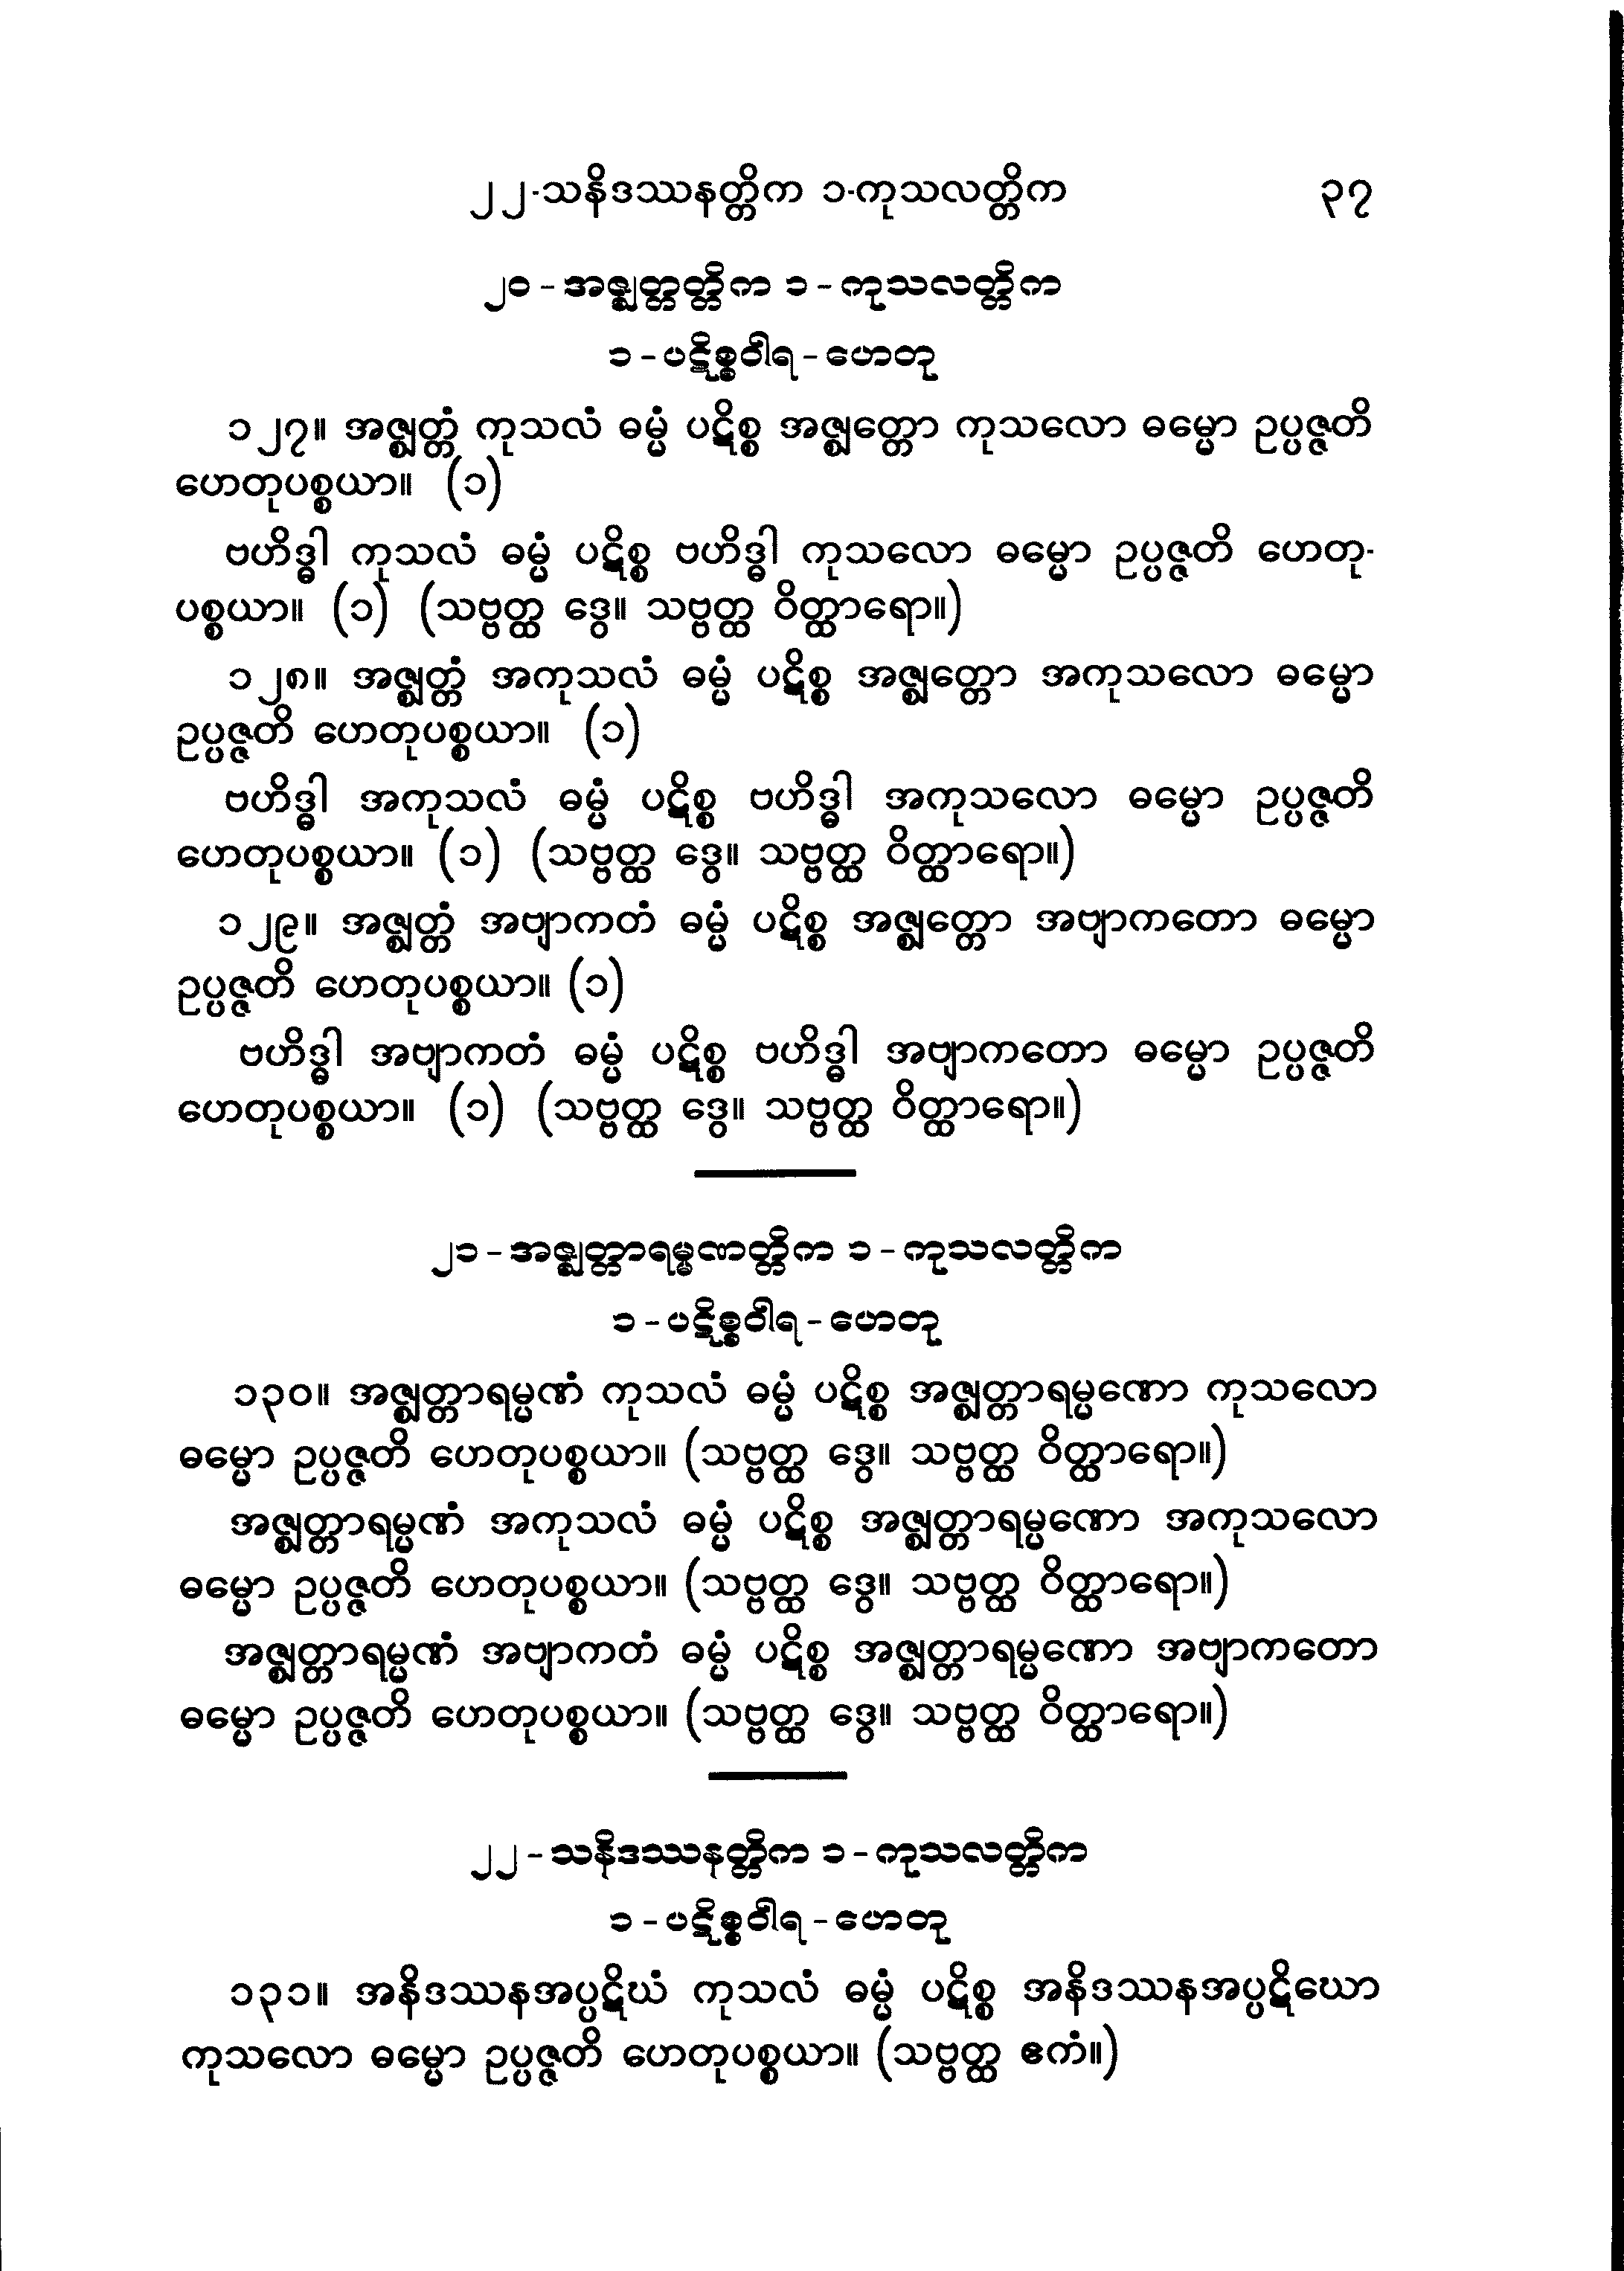 ၂၂-သနိဒဿနတ္တိက ၁-ကုသလတ္တိက ၃၇
၂၀-အဇ္ဈတ္တတ္တိက ၁-ကုသလတ္တိက
၁-ပဋိစ္စဝါရ-ဟေတု
၁၂၇။ အဇ္ဈတ္တံ ကုသလံ ဓမ္မံ ပဋိစ္စ အဇ္ဈတ္တော ကုသလော ဓမ္မော ဥပ္ပဇ္ဇတိ
ဟေတုပစ္စယာ။ (၁)
ဗဟိဒ္ဓါ ကုသလံ ဓမ္မံ ပဋိစ္စ ဗဟိဒ္ဓါ ကုသလော ဓမ္မော ဥပ္ပဇ္ဇတိ ဟေတု-
ပစ္စယာ။ (၁) (သဗ္ဗတ္ထ ဒွေ။ သဗ္ဗတ္ထ ဝိတ္ထာရော။)
၁၂၈။ အဇ္ဈတ္တံ အကုသလံ ဓမ္မံ ပဋိစ္စ အဇ္ဈတ္တော အကုသလော ဓမ္မော
ဥပ္ပဇ္ဇတိ ဟေတုပစ္စယာ။ (၁)
ဗဟိဒ္ဓါ အကုသလံ ဓမ္မံ ပဋိစ္စ ဗဟိဒ္ဓါ အကုသလော ဓမ္မော ဥပ္ပဇ္ဇတိ
ဟေတုပစ္စယာ။ (၁) (သဗ္ဗတ္ထ ဒွေ။ သဗ္ဗတ္ထ ဝိတ္ထာရော။)
၁၂၉။ အဇ္ဈတ္တံ အဗျာကတံ ဓမ္မံ ပဋိစ္စ အဇ္ဈတ္တော အဗျာကတော ဓမ္မော
ဥပ္ပဇ္ဇတိ ဟေတုပစ္စယာ။ (၁)
ဗဟိဒ္ဓါ အဗျာကတံ ဓမ္မံ ပဋိစ္စ ဗဟိဒ္ဓါ အဗျာကတော ဓမ္မော ဥပ္ပဇ္ဇတိ
ဟေတုပစ္စယာ။ (၁) (သဗ္ဗတ္ထ ဒွေ။ သဗ္ဗတ္ထ ဝိတ္ထာရော။)
၂၁-အဇ္ဈတ္တာရမ္မဏတ္တိက ၁-ကုသလတ္တိက
၁-ပဋိစ္စဝါရ-ဟေတု
၁၃၀။ အဇ္ဈတ္တာရမ္မဏံ ကုသလံ ဓမ္မံ ပဋိစ္စ အဇ္ဈတ္တာရမ္မဏော ကုသလော
ဓမ္မော ဥပ္ပဇ္ဇတိ ဟေတုပစ္စယာ။ (သဗ္ဗတ္ထ ဒွေ။ သဗ္ဗတ္ထ ဝိတ္ထာရော။)
အဇ္ဈတ္တာရမ္မဏံ အကုသလံ ဓမ္မံ ပဋိစ္စ အဇ္ဈတ္တာရမ္မဏော အကုသလော
ဓမ္မော ဥပ္ပဇ္ဇတိ ဟေတုပစ္စယာ။ (သဗ္ဗတ္ထ ဒွေ။ သဗ္ဗတ္ထ ဝိတ္ထာရော။)
အဇ္ဈတ္တာရမ္မဏံ အဗျာကတံ ဓမ္မံ ပဋိစ္စ အဇ္ဈတ္တာရမ္မဏော အဗျာကတော
ဓမ္မော ဥပ္ပဇ္ဇတိ ဟေတုပစ္စယာ။ (သဗ္ဗတ္ထ ဒွေ။ သဗ္ဗတ္ထ ဝိတ္ထာရော။)
၂၂-သနိဒဿနတ္တိက ၁-ကုသလတ္တိက
၁-ပဋိစ္စဝါရ-ဟေတု
၁၃၁။ အနိဒဿနအပ္ပဋိဃံ ကုသလံ ဓမ္မံ ပဋိစ္စ အနိဒဿနအပ္ပဋိဃော
ကုသလော ဓမ္မော ဥပ္ပဇ္ဇတိ ဟေတုပစ္စယာ။ (သဗ္ဗတ္ထ ဧကံ။)